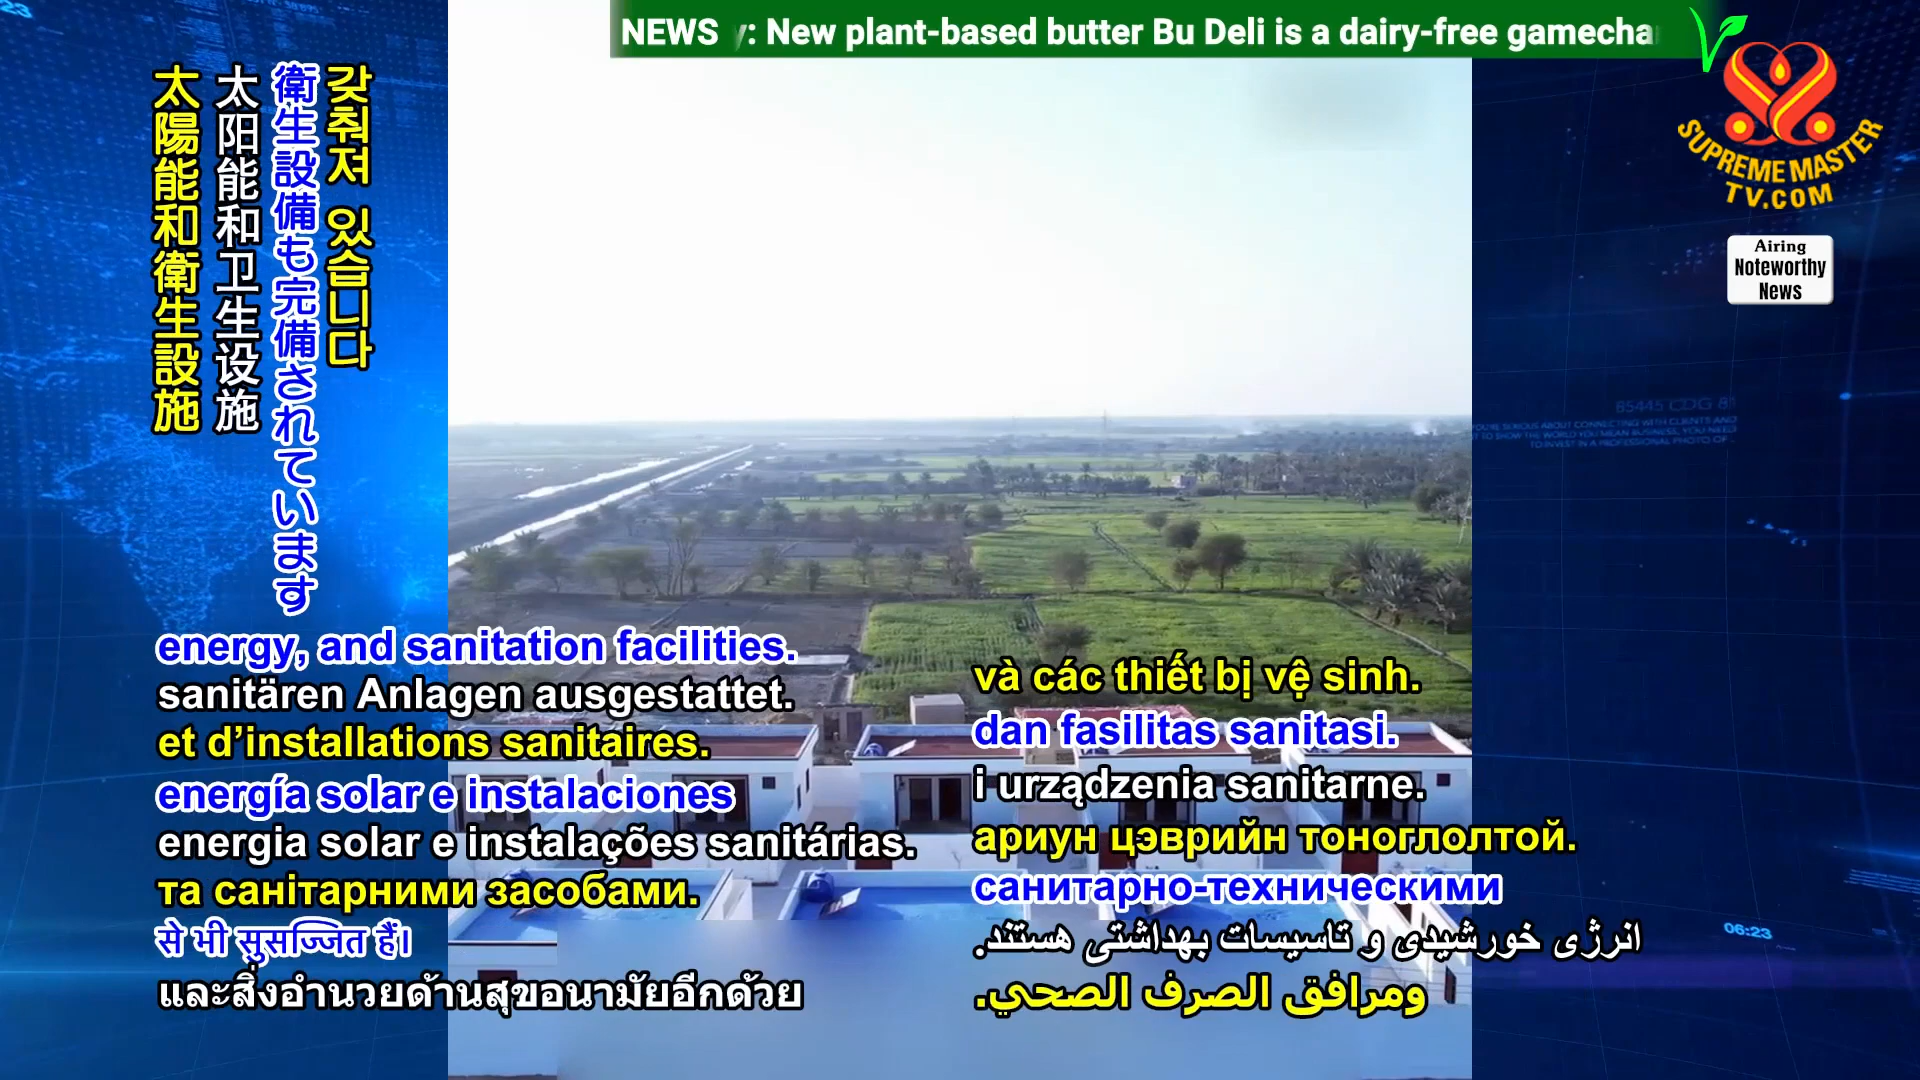 NEWS : New plant-based butter Bu Deli is a dairy-free
SUPREME MASTER
TV.COM
Airing
Noteworthy
News
갖춰져 있습니다
衛生設備も完備されています
太阳能和卫生设施
太陽能和衛生設施
energy, and sanitation facilities.
sanitären Anlagen ausgestattet.
et d’installations sanitaires.
energía solar e instalaciones
energia solar e instalações sanitárias.
та санітарними засобами.
से भी सुसज्जित हैं।
และสิ่งอำนวยด้านสุขอนามัยอีกด้วย
và các thiết bị vệ sinh.
dan fasilitas sanitasi.
i urządzenia sanitarne.
ариун цэврийн тоноглолтой.
санитарно-техническими
انرژی خورشیدی و تاسیسات بهداشتی هستند.
ومرافق الصرف الصحي.
85445 CDG 81
06:23